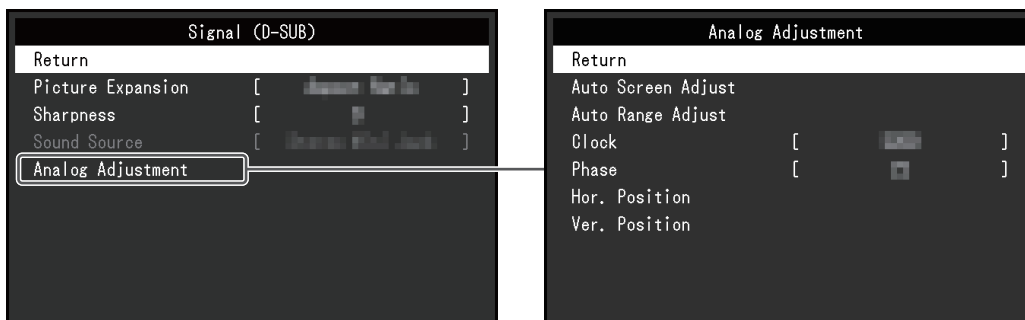 Signal (D-SUB)
Return
Picture Expansion [ ]
Sharpness [ ]
Sound Source [ ]
Analog Adjustment
Analog Adjustment
Return
Auto Screen Adjust
Auto Range Adjust
Clock [ ]
Phase [ ]
Hor. Position
Ver. Position